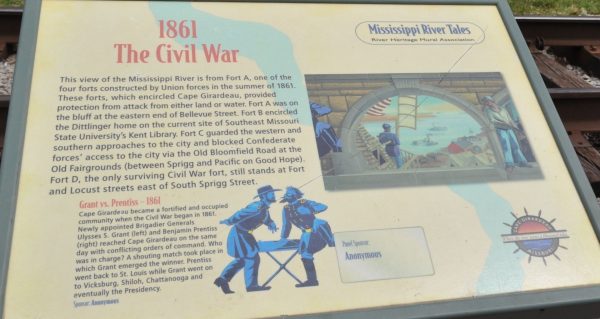 1861
The Civil War
Mississippi River Tales
River Heritage Mural Association
This view of the Mississippi River is from Fort A, one of the
four forts constructed by Union forces in the summer of 1861.
These forts, which encircled Cape Girardeau, provided
protection from attack from either land or water. Fort A was on
the bluff at the eastern end of Bellevue Street. Fort B encircled
the Dittlinger home on the current site of Southeast Missouri
State University's Kent Library. Fort C guarded the western and
southern approaches to the city and blocked Confederate
forces' access to the city via the Old Bloomfield Road at the
Old Fairgrounds (between Sprigg and Pacific on Good Hope).
Fort D, the only surviving Civil War fort, still stands at Fort
and Locust streets east of South Sprigg Street.
Grant vs. Prentiss - 1861
Cape Girardeau became a fortified and occupied
community when the Civil War began in 1861.
Newly appointed Brigadier Generals
Ulysses S. Grant (left) and Benjamin Prentiss
(right) reached Cape Girardeau on the same
day with conflicting orders of command. Who
was in charge? A shouting match took place in
which Grant emerged the winner. Prentiss
went back to St. Louis while Grant went on
to Vicksburg, Shiloh, Chattanooga and
eventually the Presidency.
Sponsor: Anonymous
Panel Sponsor:
Anonymous